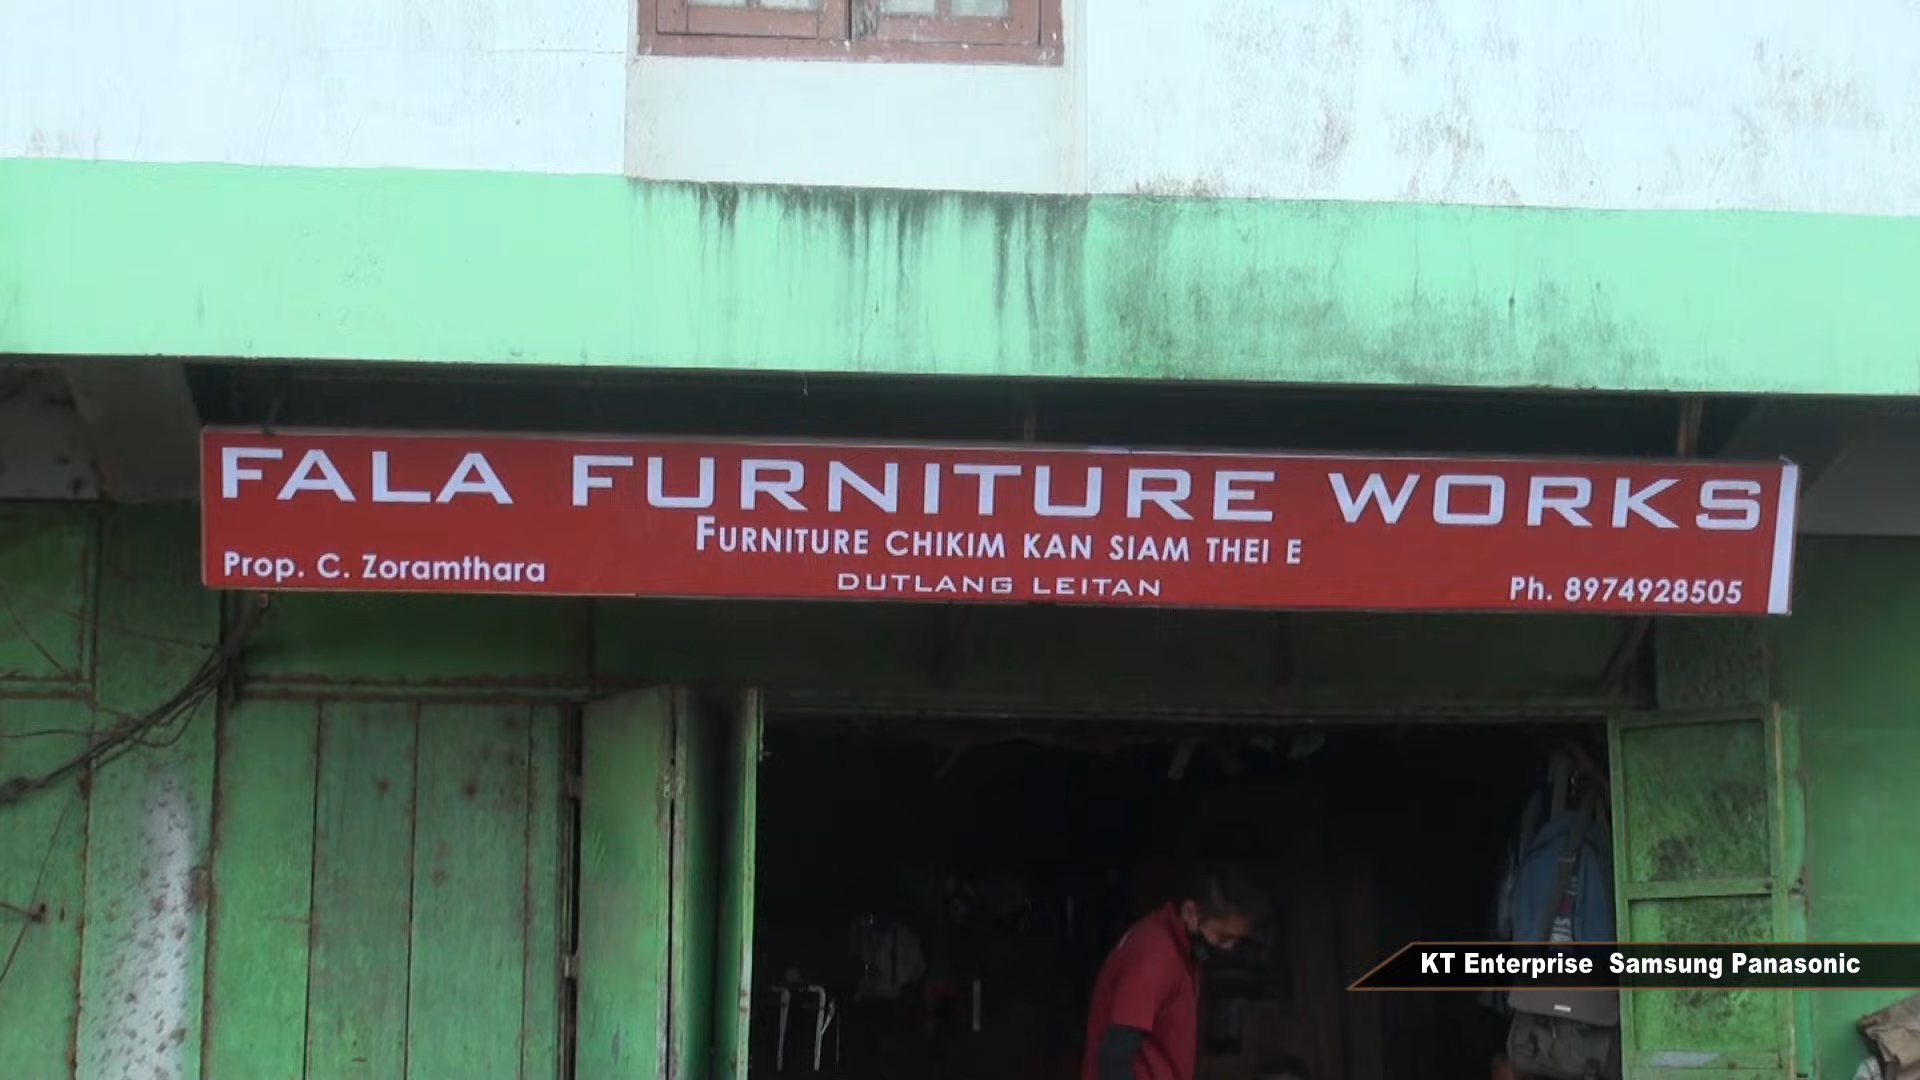 FALA FURNITURE WORKS
FURNITURE CHIKIM KAN SIAM THEI E
Prop. C. Zoramthara
DUTLANG LEITAN
Ph. 8974928505
KT Enterprise Samsung Panasonic